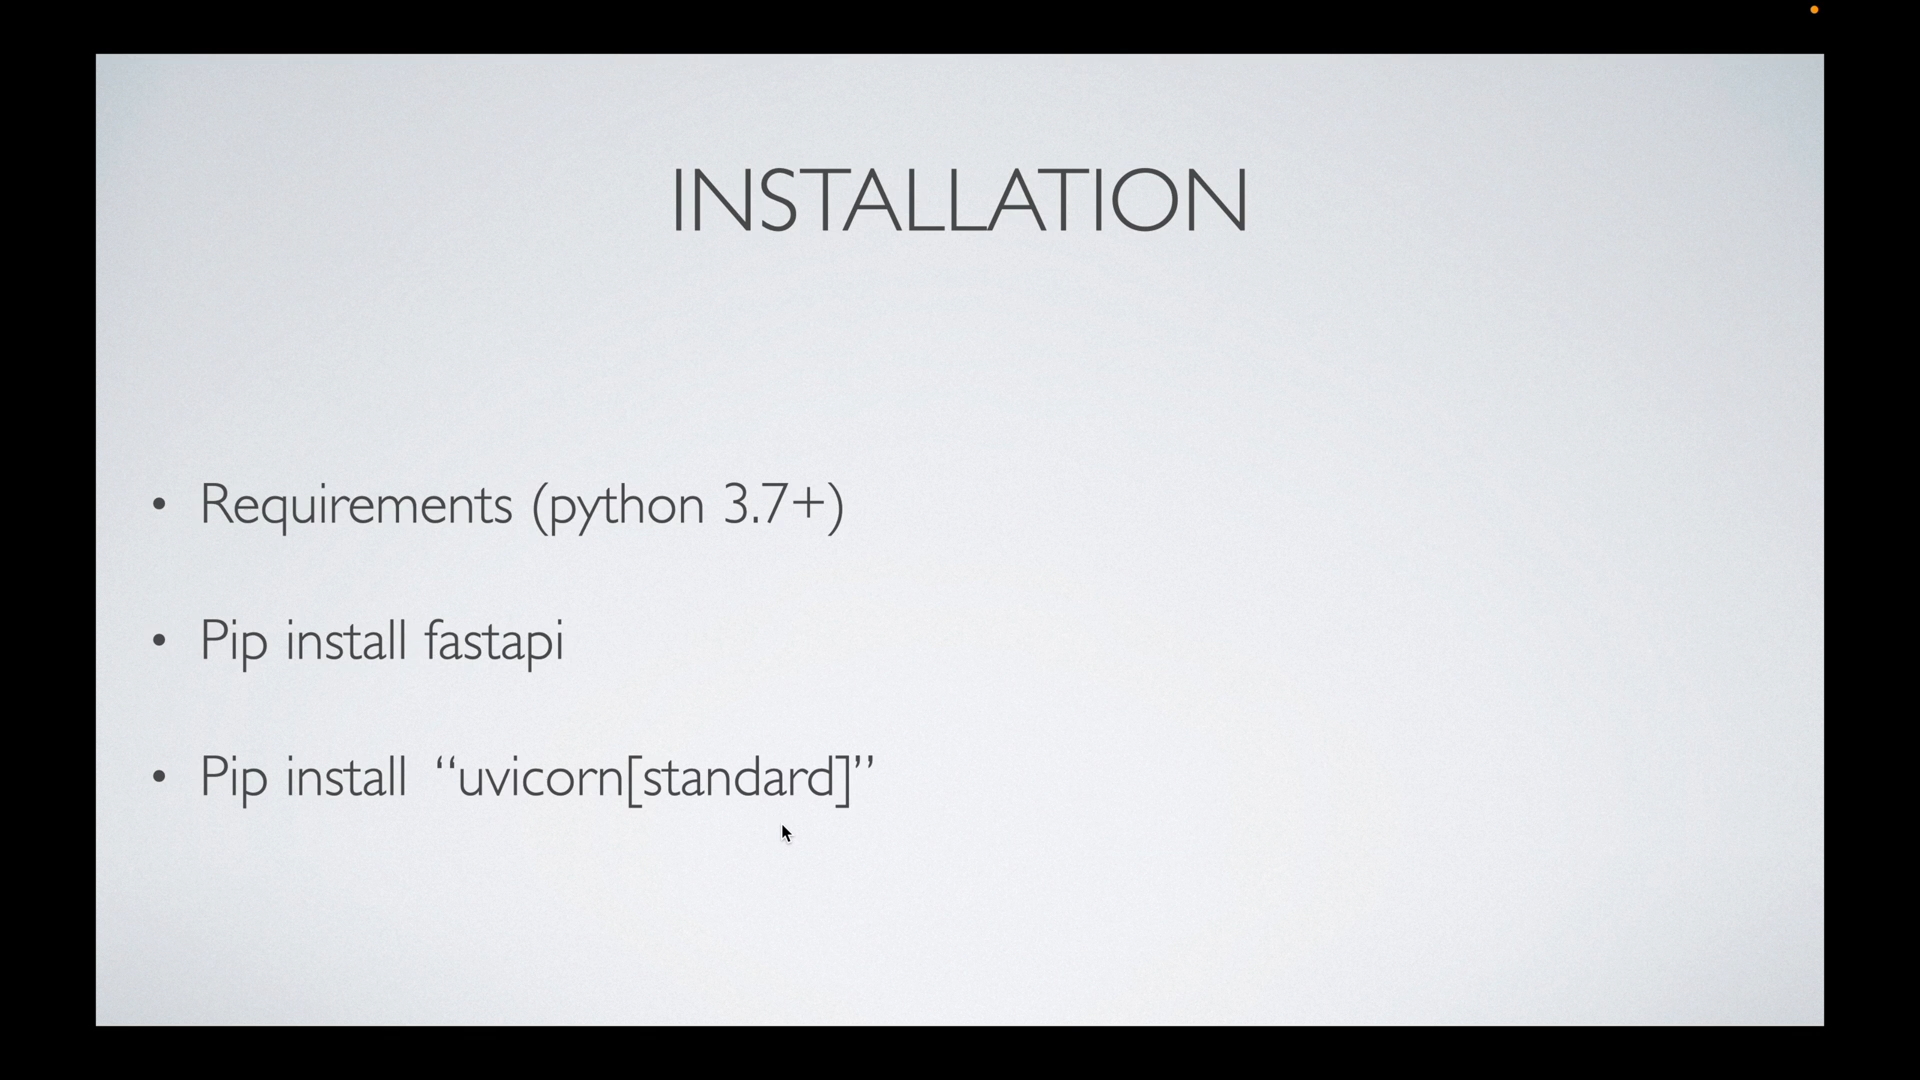 INSTALLATION
• Requirements (python 3.7+)
• Pip install fastapi
• Pip install “uvicorn[standard]”